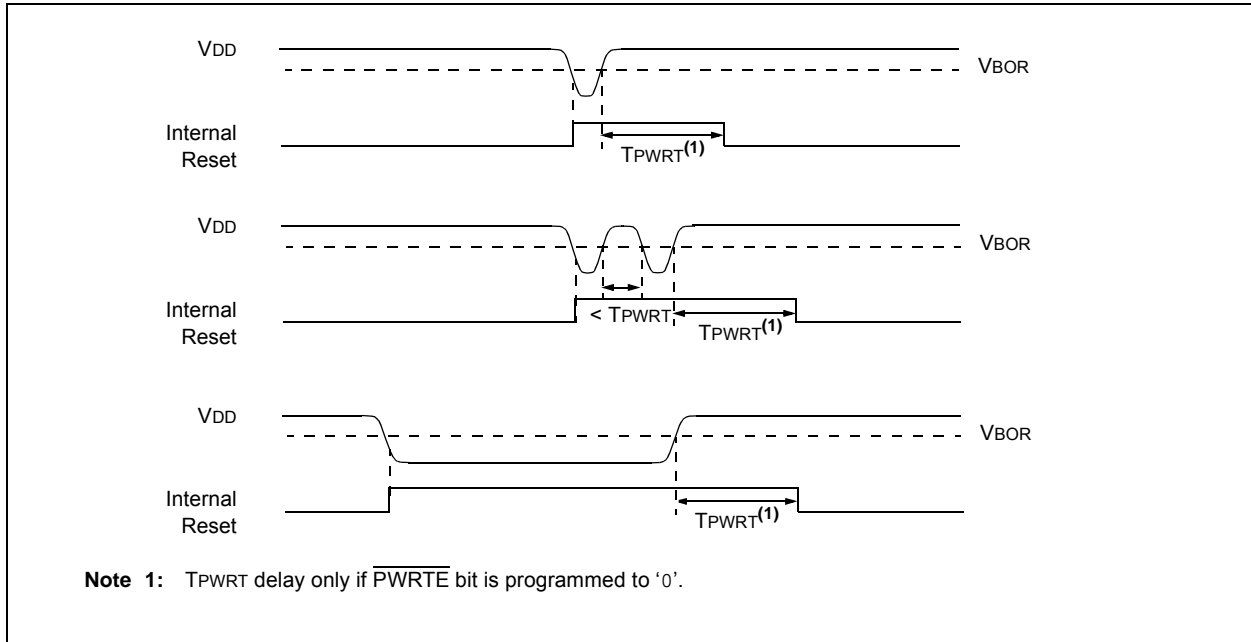 VDD
VBOR
Internal
Reset
TPWRT(1)
VDD
VBOR
Internal
Reset
< TPWRT
TPWRT(1)
VDD
VBOR
Internal
Reset
TPWRT(1)
Note 1: TPWRT delay only if P̅W̅R̅T̅E̅ bit is programmed to ‘0’.